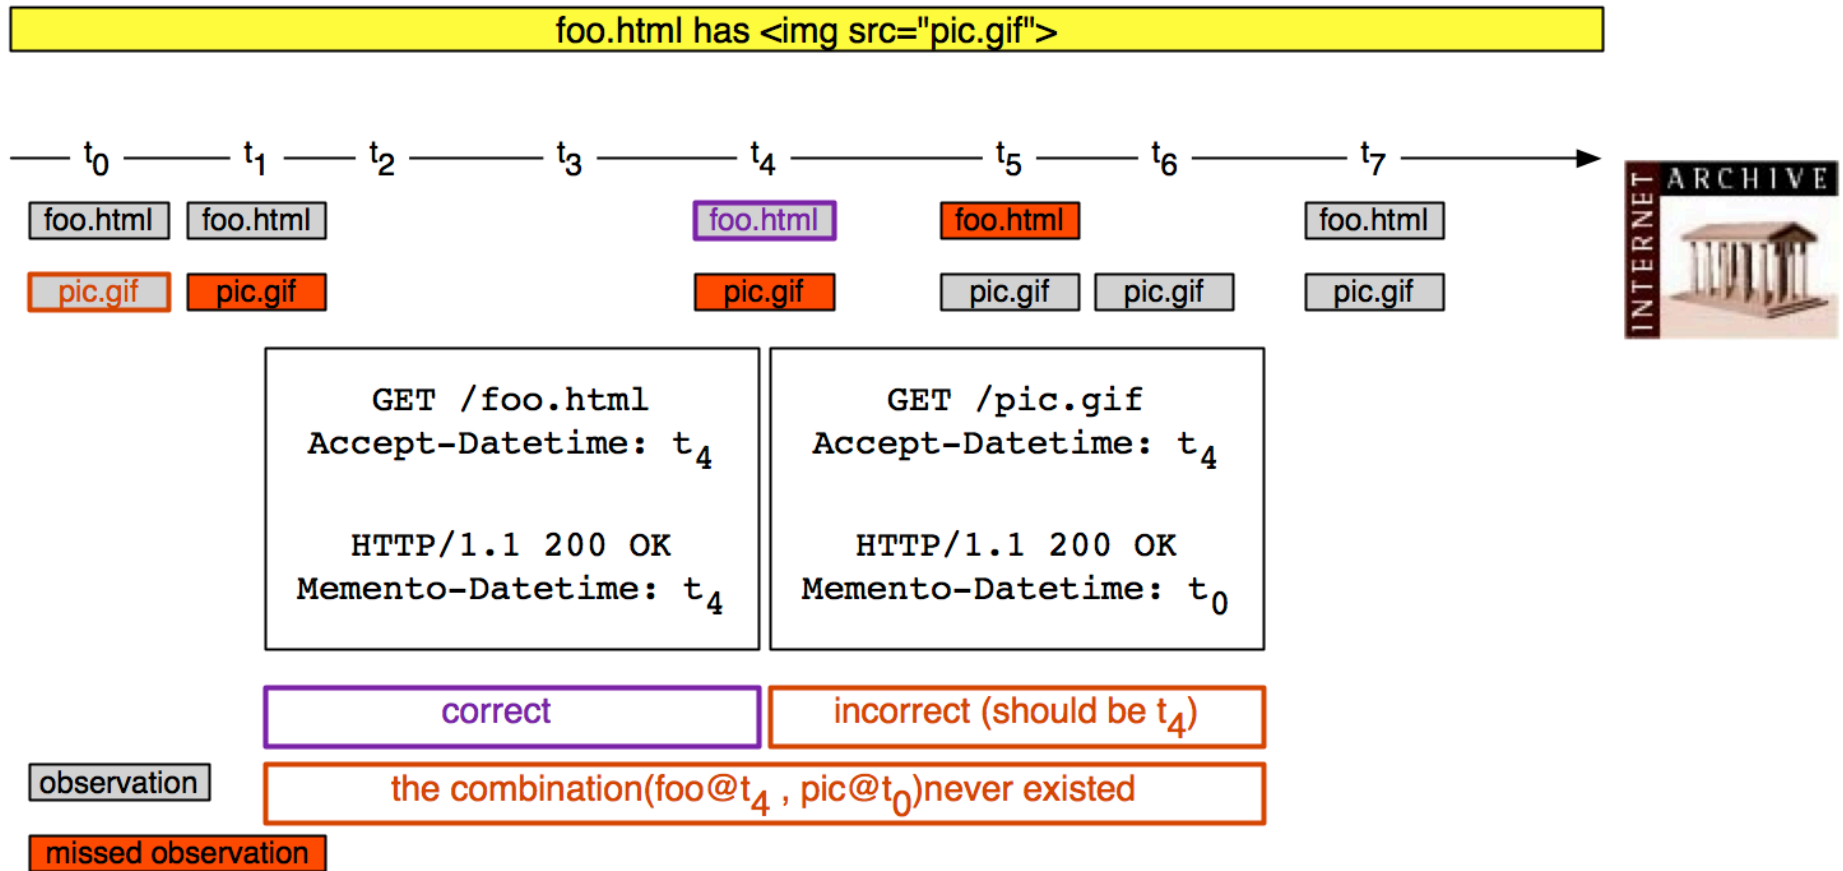 foo.html has <img src="pic.gif">
t0 t1 t2 t3 t4 t5 t6 t7
foo.html foo.html foo.html foo.html foo.html
pic.gif pic.gif pic.gif pic.gif pic.gif pic.gif
INTERNET
ARCHIVE
GET /foo.html
Accept-Datetime: t4
HTTP/1.1 200 OK
Memento-Datetime: t4
GET /pic.gif
Accept-Datetime: t4
HTTP/1.1 200 OK
Memento-Datetime: t0
correct
incorrect (should be t4)
observation
the combination(foo@t4 , pic@t0)never existed
missed observation